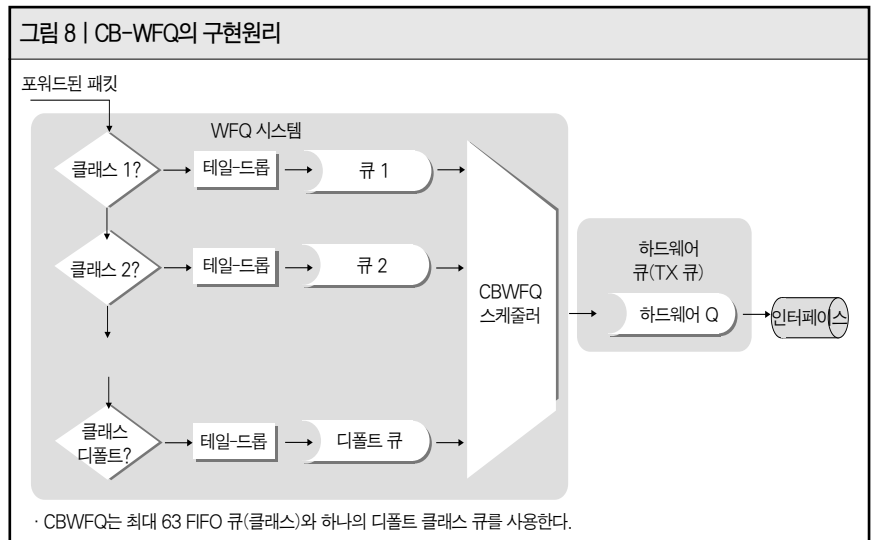 그림 8 | CB-WFQ의 구현원리
포워드된 패킷
WFQ 시스템
클래스 1?
테일-드롭
큐 1
클래스 2?
테일-드롭
큐 2
CBWFQ
스케줄러
하드웨어
큐(TX 큐)
하드웨어 Q
인터페이스
클래스
디폴트?
테일-드롭
디폴트 큐
· CBWFQ는 최대 63 FIFO 큐(클래스)와 하나의 디폴트 클래스 큐를 사용한다.